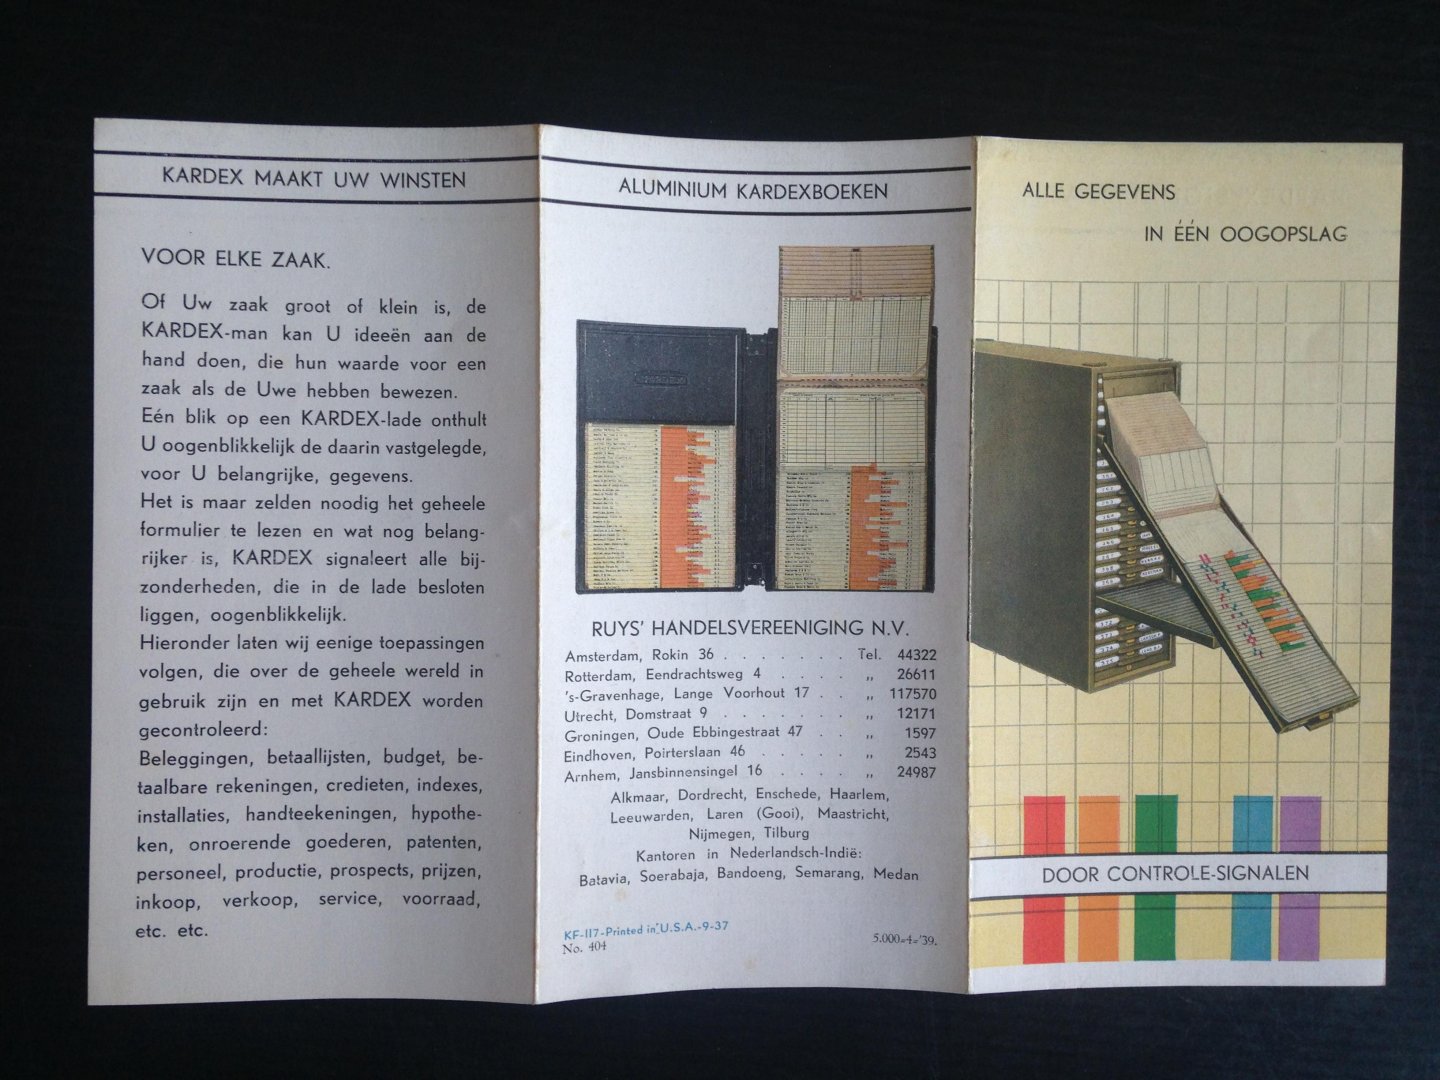 KARDEX MAAKT UW WINSTEN
VOOR ELKE ZAAK.
Of Uw zaak groot of klein is, de
KARDEX-man kan U ideeën aan de
hand doen, die hun waarde voor een
zaak als de Uwe hebben bewezen.
Eén blik op een KARDEX-lade onthult
U oogenblikkelijk de daarin vastgelegde,
voor U belangrijke, gegevens.
Het is maar zelden noodig het geheele
formulier te lezen en wat nog belang-
rijker is, KARDEX signaleert alle bij-
zonderheden, die in de lade besloten
liggen, oogenblikkelijk.
Hieronder laten wij eenige toepassingen
volgen, die over de geheele wereld in
gebruik zijn en met KARDEX worden
gecontroleerd:
Beleggingen, betaallijsten, budget, be-
taalbare rekeningen, credieten, indexes,
installaties, handteekeningen, hypothe-
ken, onroerende goederen, patenten,
personeel, productie, prospects, prijzen,
inkoop, verkoop, service, voorraad,
etc. etc.
ALUMINIUM KARDEXBOEKEN
RUYS' HANDELSVEREENIGING N.V.
Amsterdam, Rokin 36 . . . . . . . Tel. 44322
Rotterdam, Eendrachtsweg 4 . . . . „ 26611
's-Gravenhage, Lange Voorhout 17 . . „ 117570
Utrecht, Domstraat 9 . . . . . . . „ 12171
Groningen, Oude Ebbingestraat 47 . . „ 1597
Eindhoven, Poirterslaan 46 . . . . . „ 2543
Arnhem, Jansbinnensingel 16 . . . . „ 24987
Alkmaar, Dordrecht, Enschede, Haarlem,
Leeuwarden, Laren (Gooi), Maastricht,
Nijmegen, Tilburg
Kantoren in Nederlandsch-Indië:
Batavia, Soerabaja, Bandoeng, Semarang, Medan
KF-117-Printed in U.S.A.-9-37
No. 404 5.000=4='39.
ALLE GEGEVENS
IN ÉÉN OOGOPSLAG
DOOR CONTROLE-SIGNALEN